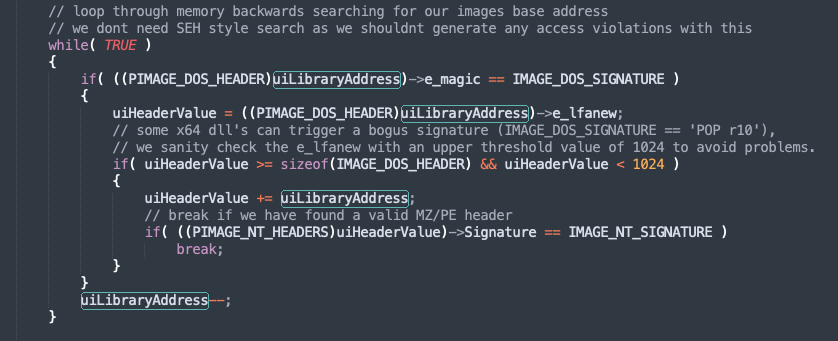 // loop through memory backwards searching for our images base address
// we dont need SEH style search as we shouldnt generate any access violations with this
while( TRUE )
{
if( ((PIMAGE_DOS_HEADER)uiLibraryAddress)->e_magic == IMAGE_DOS_SIGNATURE )
{
uiHeaderValue = ((PIMAGE_DOS_HEADER)uiLibraryAddress)->e_lfanew;
// some x64 dll's can trigger a bogus signature (IMAGE_DOS_SIGNATURE == 'POP r10'),
// we sanity check the e_lfanew with an upper threshold value of 1024 to avoid problems.
if( uiHeaderValue >= sizeof(IMAGE_DOS_HEADER) && uiHeaderValue < 1024 )
{
uiHeaderValue += uiLibraryAddress;
// break if we have found a valid MZ/PE header
if( ((PIMAGE_NT_HEADERS)uiHeaderValue)->Signature == IMAGE_NT_SIGNATURE )
break;
}
}
uiLibraryAddress--;
}